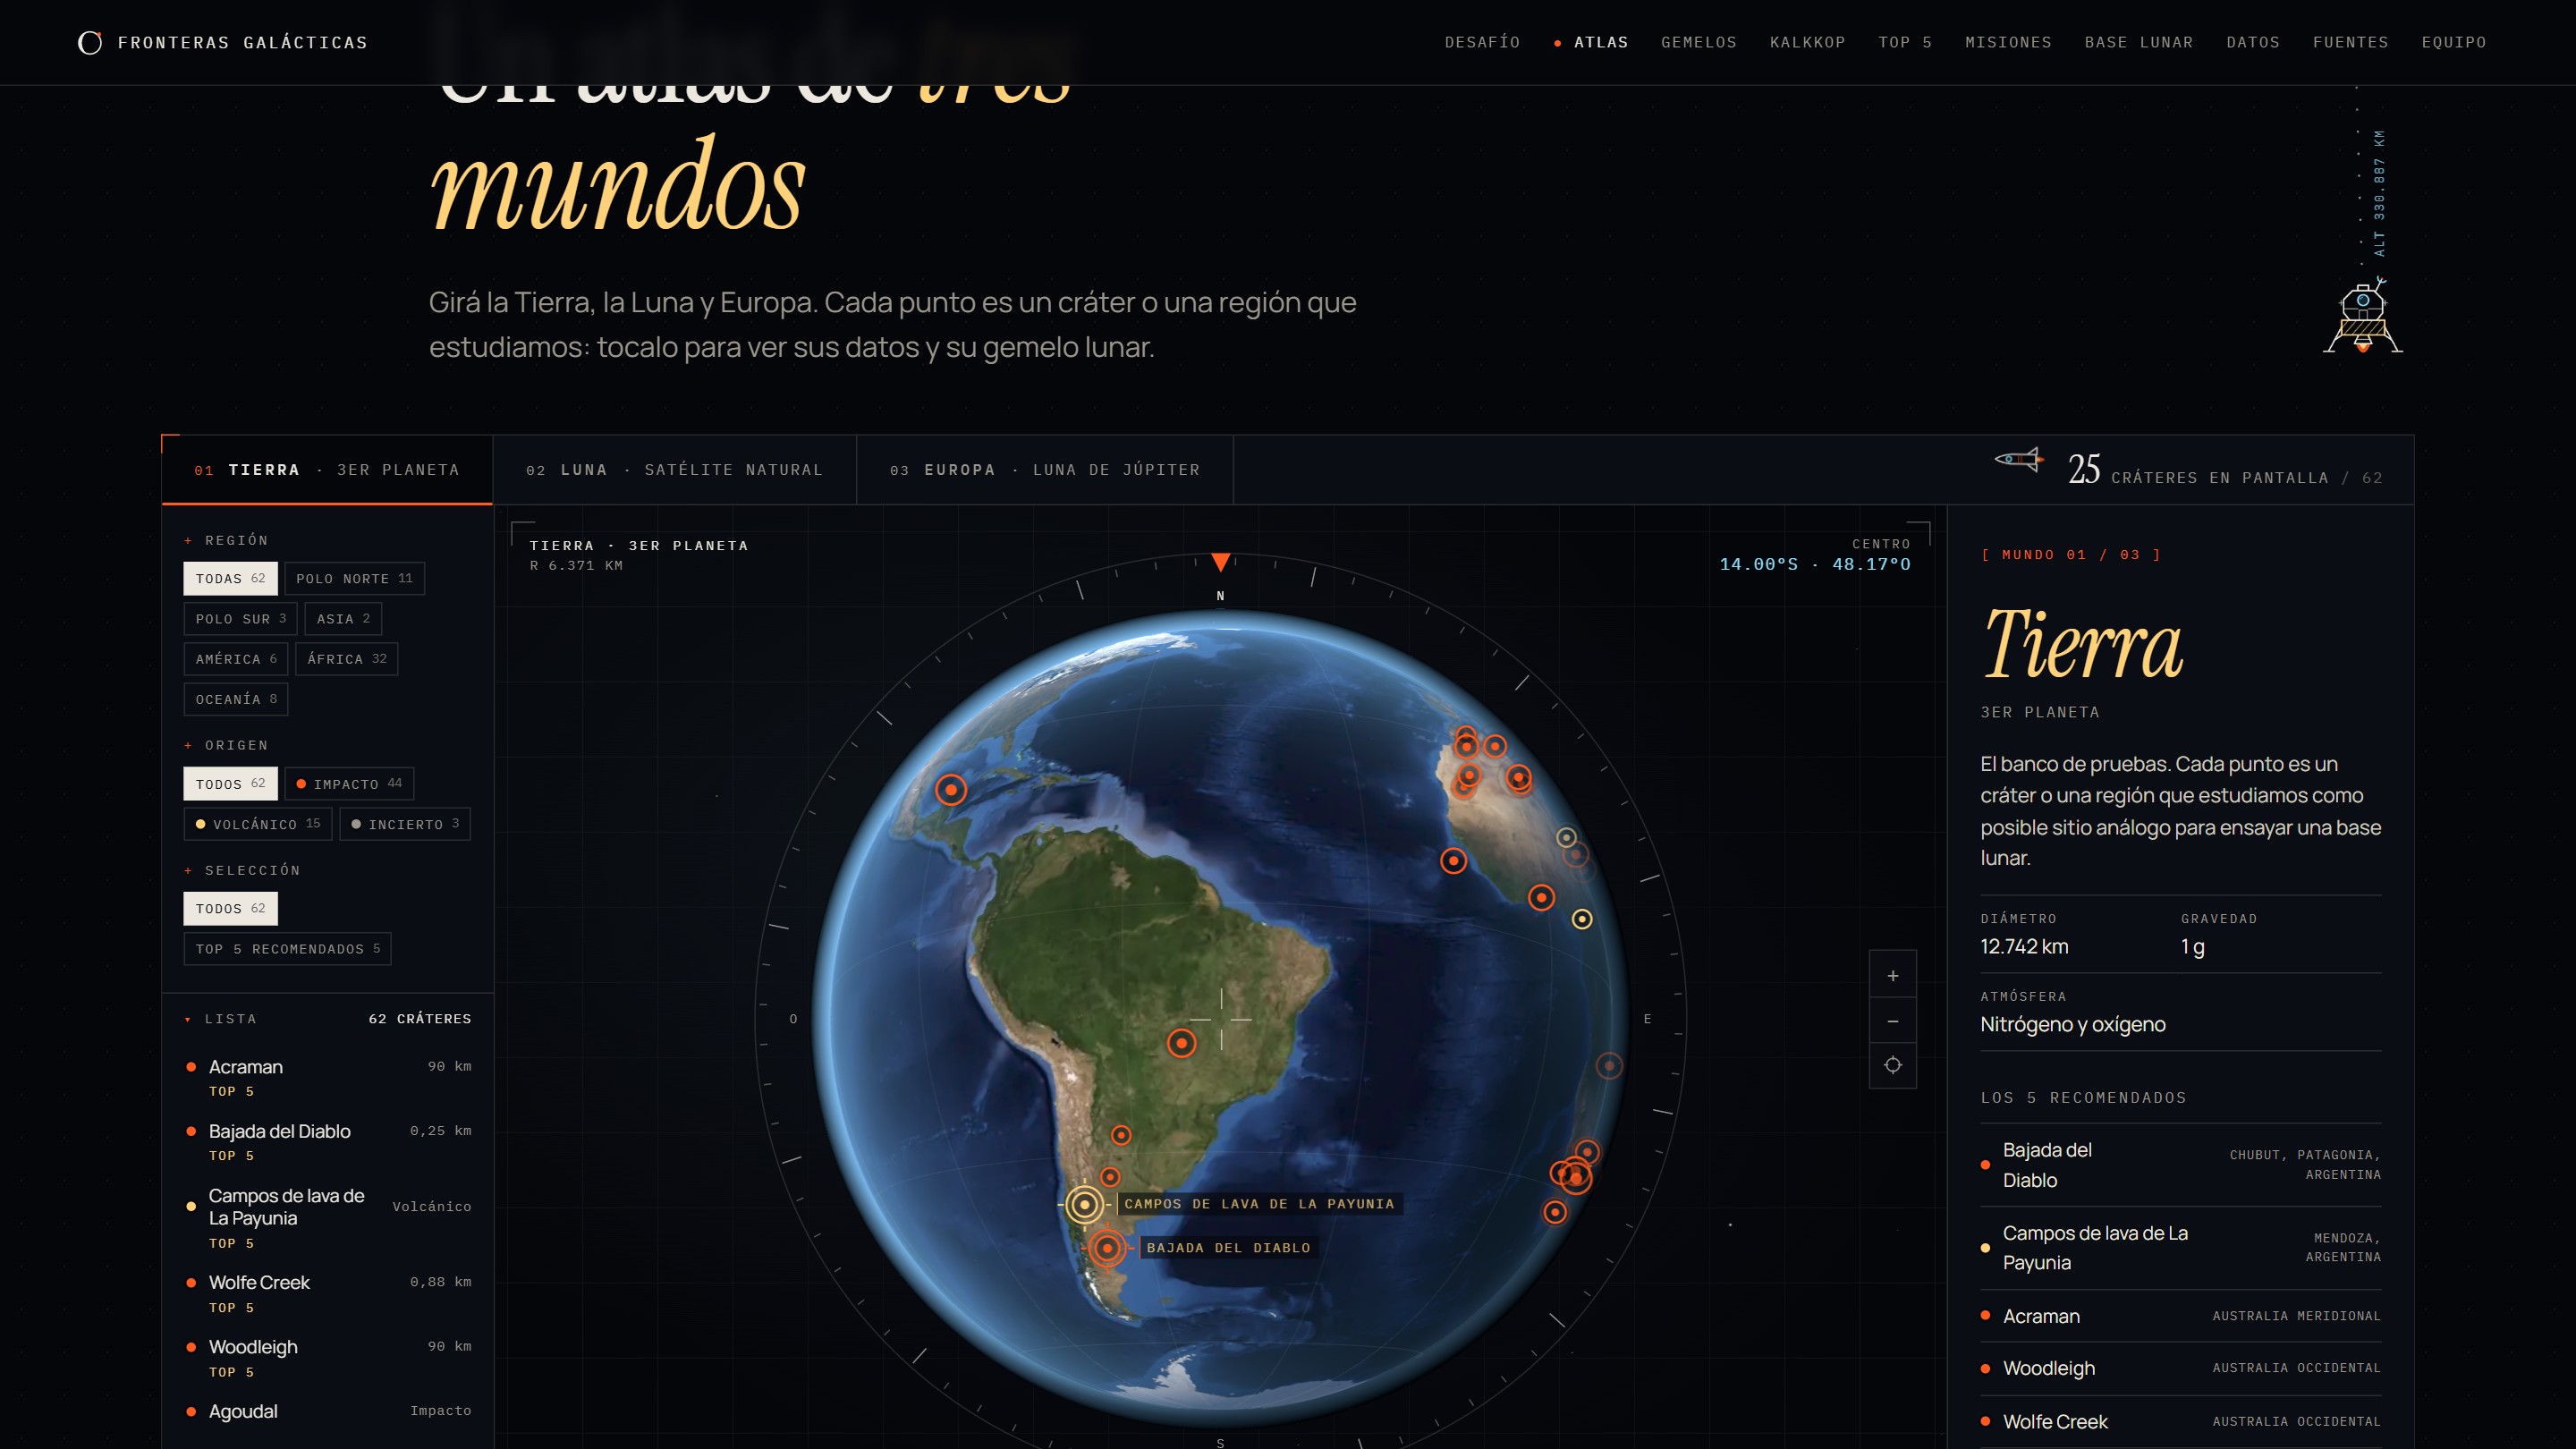 FRONTERAS GALÁCTICAS
DESAFÍO
ATLAS
GEMELOS
KALKKOP
TOP 5
MISIONES
BASE LUNAR
DATOS
FUENTES
EQUIPO
Un atlas de tres
mundos
Girá la Tierra, la Luna y Europa. Cada punto es un cráter o una región que
estudiamos: tocalo para ver sus datos y su gemelo lunar.
ALT 330.887 KM
01 TIERRA · 3ER PLANETA
02 LUNA · SATÉLITE NATURAL
03 EUROPA · LUNA DE JÚPITER
25 CRÁTERES EN PANTALLA / 62
+ REGIÓN
TODAS 62
POLO NORTE 11
POLO SUR 3
ASIA 2
AMÉRICA 6
ÁFRICA 32
OCEANÍA 8
+ ORIGEN
TODOS 62
IMPACTO 44
VOLCÁNICO 15
INCIERTO 3
+ SELECCIÓN
TODOS 62
TOP 5 RECOMENDADOS 5
▾ LISTA
62 CRÁTERES
Acraman 90 km
TOP 5
Bajada del Diablo 0,25 km
TOP 5
Campos de lava de
La Payunia
Volcánico
TOP 5
Wolfe Creek 0,88 km
TOP 5
Woodleigh 90 km
TOP 5
Agoudal Impacto
TIERRA · 3ER PLANETA
R 6.371 KM
CENTRO
14.00°S · 48.17°O
N
O
E
CAMPOS DE LAVA DE LA PAYUNIA
BAJADA DEL DIABLO
S
+
−
[ MUNDO 01 / 03 ]
Tierra
3ER PLANETA
El banco de pruebas. Cada punto es un
cráter o una región que estudiamos como
posible sitio análogo para ensayar una base
lunar.
DIÁMETRO
12.742 km
GRAVEDAD
1 g
ATMÓSFERA
Nitrógeno y oxígeno
LOS 5 RECOMENDADOS
Bajada del
Diablo
CHUBUT, PATAGONIA,
ARGENTINA
Campos de lava de La
Payunia
MENDOZA,
ARGENTINA
Acraman AUSTRALIA MERIDIONAL
Woodleigh AUSTRALIA OCCIDENTAL
Wolfe Creek AUSTRALIA OCCIDENTAL